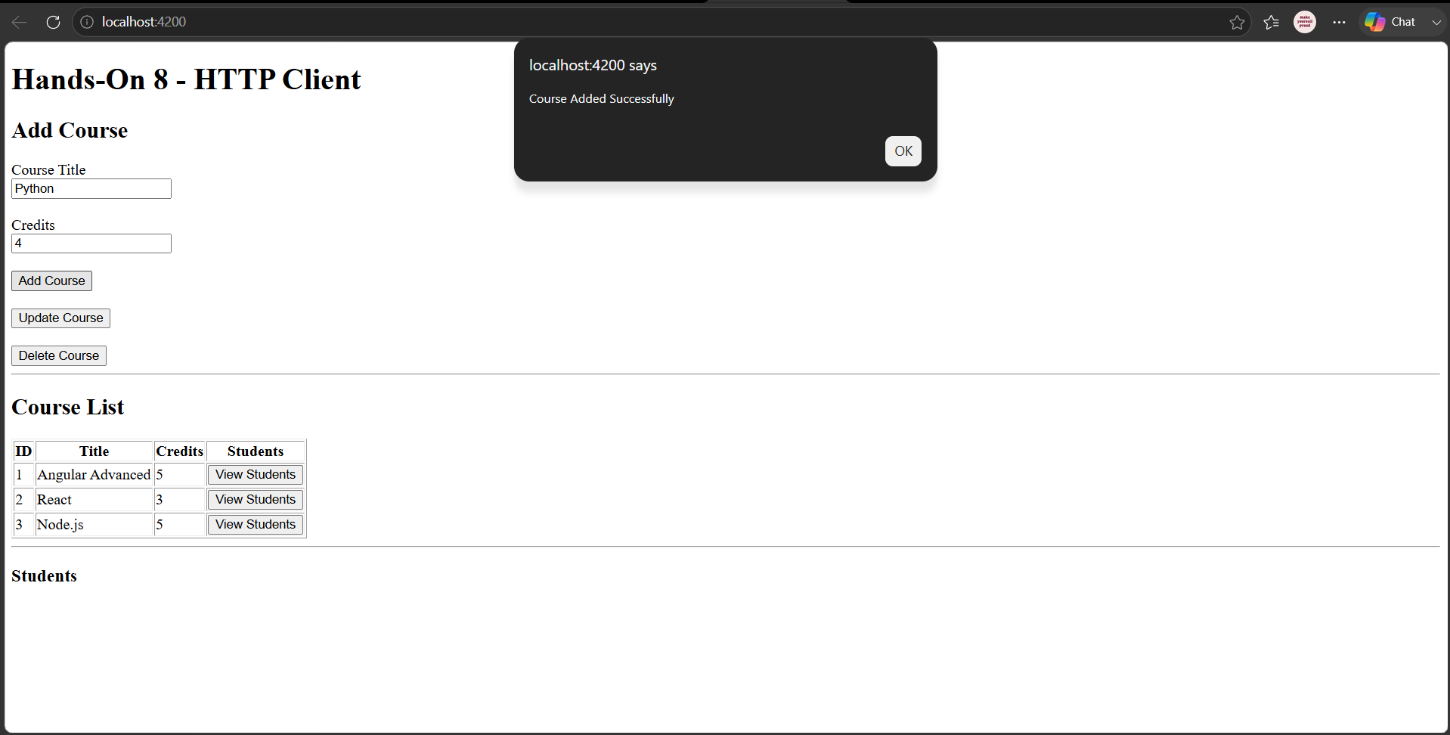 localhost:4200
Chat
localhost:4200 says
Course Added Successfully
OK
Hands-On 8 - HTTP Client
Add Course
Course Title
Python
Credits
4
Add Course
Update Course
Delete Course
Course List
ID Title Credits Students
1 Angular Advanced 5 View Students
2 React 3 View Students
3 Node.js 5 View Students
Students